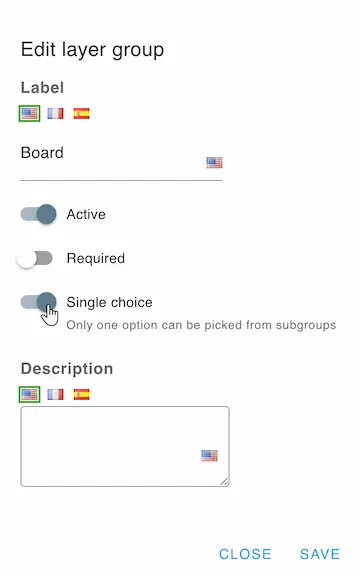 Edit layer group
Label
Board
Active
Required
Single choice
Only one option can be picked from subgroups
Description
CLOSE SAVE